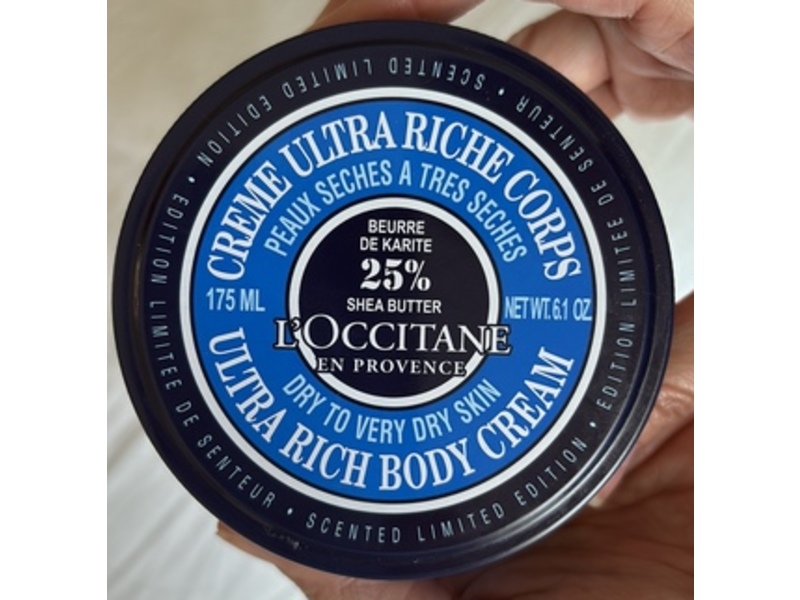 CREME ULTRA RICHE CORPS
PEAUX SECHES A TRES SECHES
BEURRE
DE KARITE
25%
SHEA BUTTER
175 ML
NET WT. 6.1 OZ.
L'OCCITANE
EN PROVENCE
DRY TO VERY DRY SKIN
ULTRA RICH BODY CREAM
EDITION LIMITEE DE SENTEUR • SCENTED LIMITED EDITION • EDITION LIMITEE DE SENTEUR • SCENTED LIMITED EDITION •